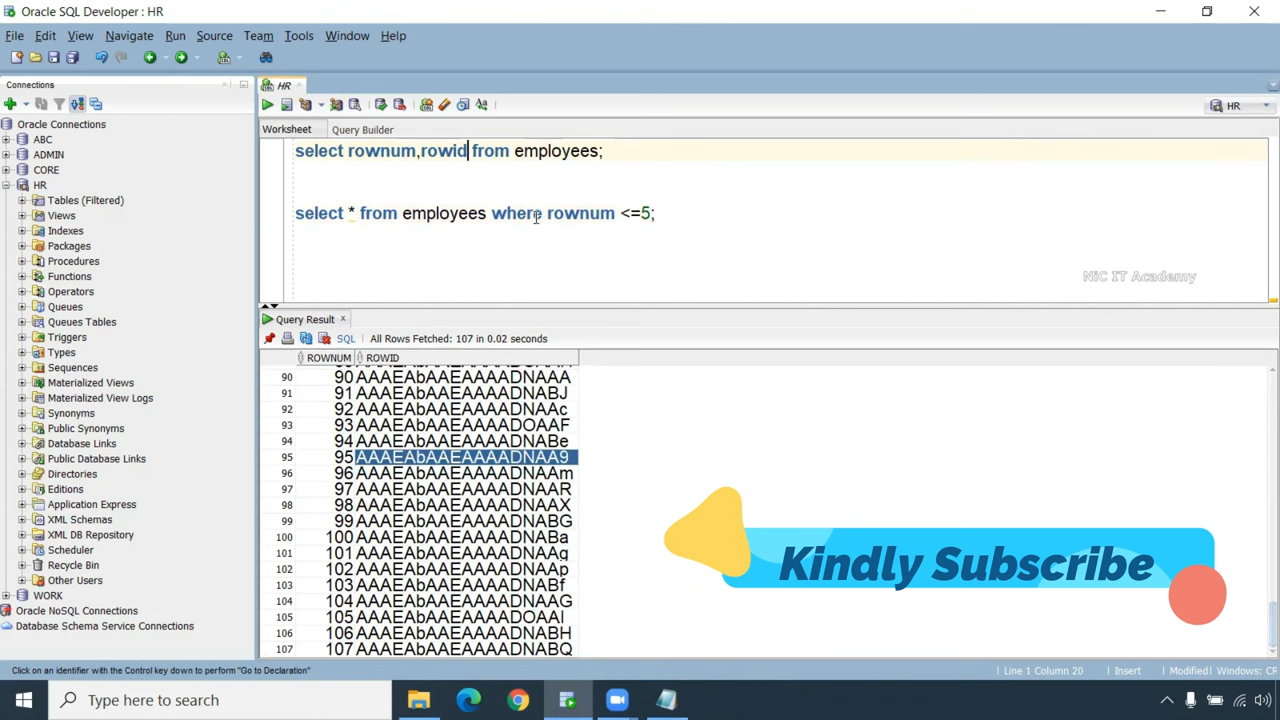 Oracle SQL Developer: HR
File Edit View Navigate Run Source Team Tools Window Help
Connections
HR
HR
Oracle Connections
ABC
ADMIN
CORE
HR
Tables (Filtered)
Views
Indexes
Packages
Procedures
Functions
Operators
Queues
Queues Tables
Triggers
Types
Sequences
Materialized Views
Materialized View Logs
Synonyms
Public Synonyms
Database Links
Public Database Links
Directories
Editions
Application Express
XML Schemas
XML DB Repository
Scheduler
Recycle Bin
Other Users
WORK
Oracle NoSQL Connections
Database Schema Service Connections
Worksheet Query Builder
select rownum,rowid from employees;
select * from employees where rownum <=5;
NiC IT Academy
Query Result
SQL All Rows Fetched: 107 in 0.02 seconds
ROWNUM ROWID
90 90 AAAEAbAAEAAAADNAAA
91 91 AAAEAbAAEAAAADNABJ
92 92 AAAEAbAAEAAAADNAAc
93 93 AAAEAbAAEAAAADOAAF
94 94 AAAEAbAAEAAAADNABe
95 95 AAAEAbAAEAAAADNAA9
96 96 AAAEAbAAEAAAADNAAm
97 97 AAAEAbAAEAAAADNAAR
98 98 AAAEAbAAEAAAADNAAX
99 99 AAAEAbAAEAAAADNABG
100 100 AAAEAbAAEAAAADNABa
101 101 AAAEAbAAEAAAADNAAg
102 102 AAAEAbAAEAAAADNAAp
103 103 AAAEAbAAEAAAADNABf
104 104 AAAEAbAAEAAAADNAAG
105 105 AAAEAbAAEAAAADOAAI
106 106 AAAEAbAAEAAAADNABH
107 107 AAAEAbAAEAAAADNABQ
Kindly Subscribe
Click on an identifier with the Control key down to perform "Go to Declaration"
Line 1 Column 20 Insert Modified Windows: CR
Type here to search